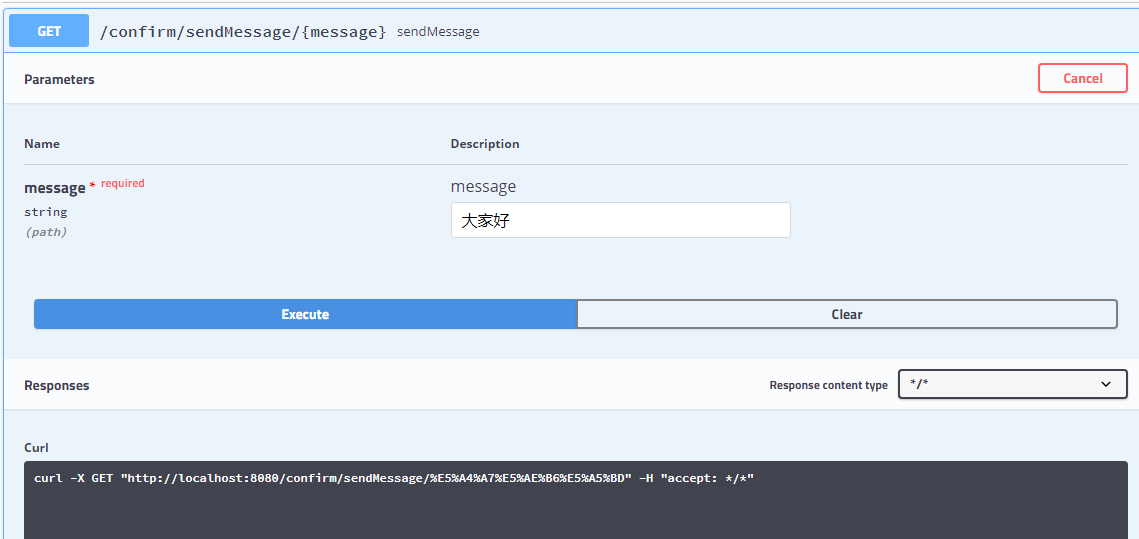 GET /confirm/sendMessage/{message} sendMessage
Parameters Cancel
Name Description
message * required message
string 大家好
(path)
Execute Clear
Responses Response content type */*
Curl
curl -X GET "http://localhost:8080/confirm/sendMessage/%E5%A4%A7%E5%AE%B6%E5%A5%BD" -H "accept: */*"